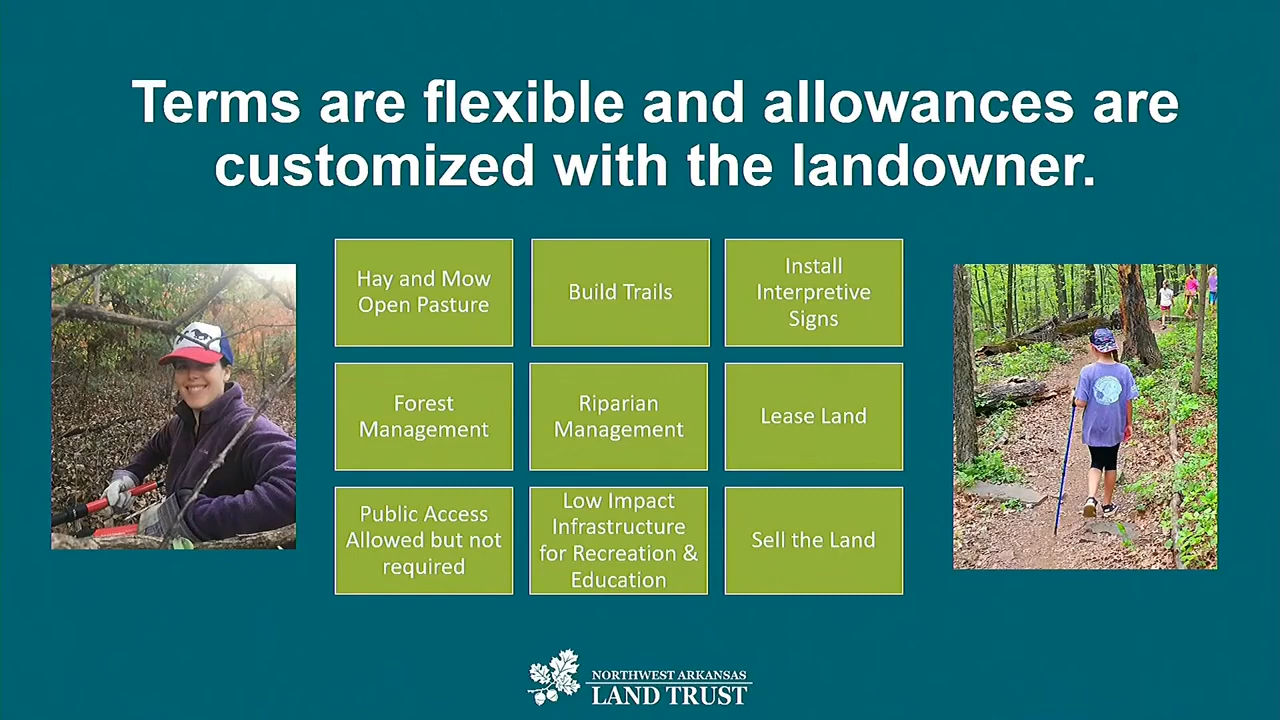 Terms are flexible and allowances are
customized with the landowner.
Hay and Mow
Open Pasture
Build Trails
Install
Interpretive
Signs
Forest
Management
Riparian
Management
Lease Land
Public Access
Allowed but not
required
Low Impact
Infrastructure
for Recreation &
Education
Sell the Land
NORTHWEST ARKANSAS
LAND TRUST